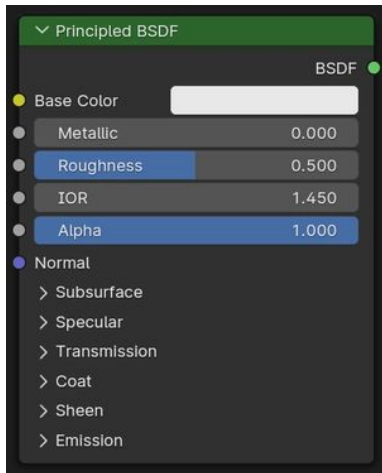 Principled BSDF
BSDF
Base Color
Metallic 0.000
Roughness 0.500
IOR 1.450
Alpha 1.000
Normal
Subsurface
Specular
Transmission
Coat
Sheen
Emission